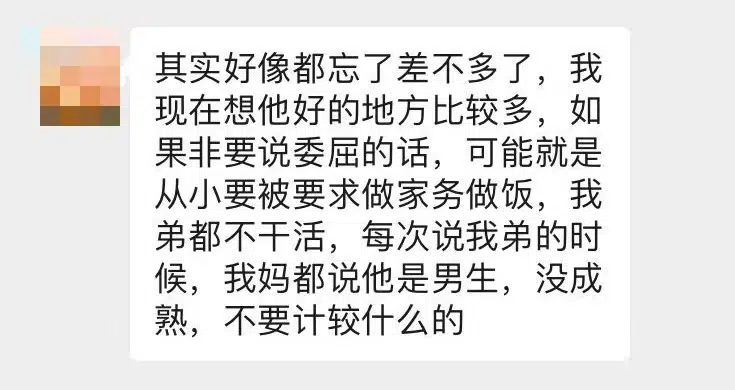 其实好像都忘了差不多了，我
现在想他好的地方比较多，如
果非要说委屈的话，可能就是
从小要被要求做家务做饭，我
弟都不干活，每次说我弟的时
候，我妈都说他是男生，没成
熟，不要计较什么的